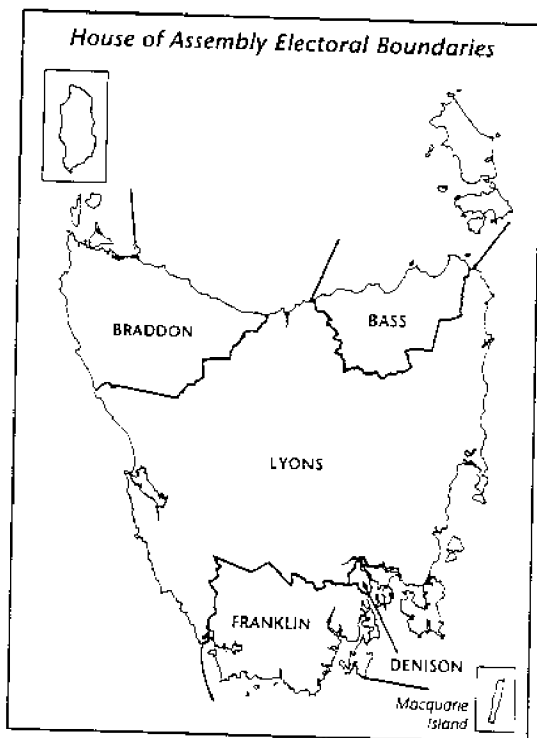 House of Assembly Electoral Boundaries
BRADDON
BASS
LYONS
FRANKLIN
DENISON
Macquarie
Island